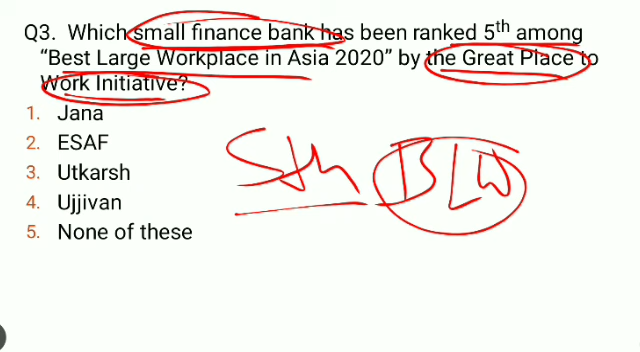 Q3. Which small finance bank has been ranked 5th among
“Best Large Workplace in Asia 2020” by the Great Place to
Work Initiative?
1. Jana
2. ESAF
3. Utkarsh
4. Ujjivan
5. None of these
5th BLW